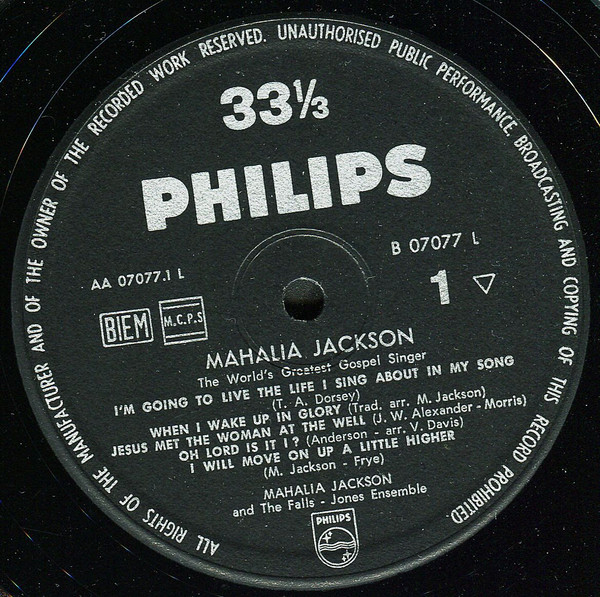 ALL RIGHTS OF THE MANUFACTURER AND OF THE OWNER OF THE RECORDED WORK RESERVED. UNAUTHORISED PUBLIC PERFORMANCE, BROADCASTING AND COPYING OF THIS RECORD PROHIBITED
33⅓
PHILIPS
B 07077 L
AA 07077.1 L
1
BIEM
M.C.P.S
MAHALIA JACKSON
The World's Greatest Gospel Singer
I'M GOING TO LIVE THE LIFE I SING ABOUT IN MY SONG
(T. A. Dorsey)
WHEN I WAKE UP IN GLORY (Trad. arr. M. Jackson)
JESUS MET THE WOMAN AT THE WELL (J. W. Alexander - Morris)
OH LORD IS IT I? (Anderson - arr. V. Davis)
I WILL MOVE ON UP A LITTLE HIGHER
(M. Jackson - Frye)
MAHALIA JACKSON
and The Falls - Jones Ensemble
PHILIPS